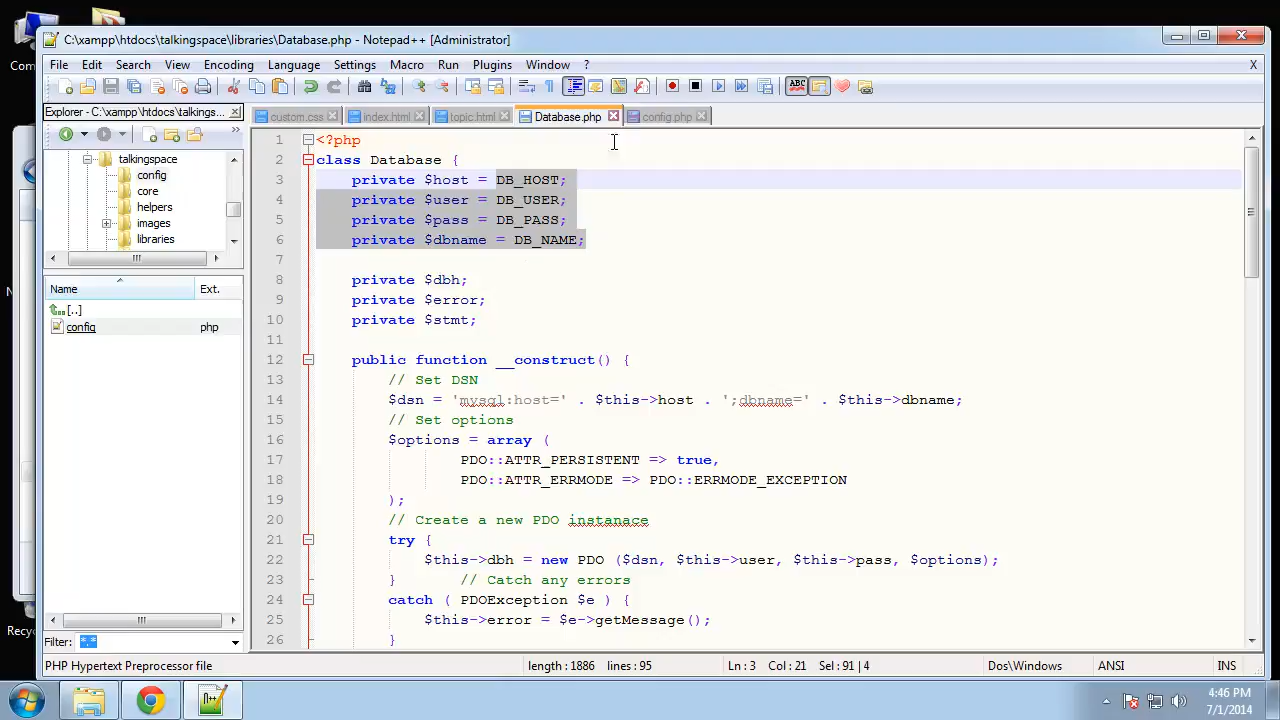 C:\xampp\htdocs\talkingspace\libraries\Database.php - Notepad++ [Administrator]
File Edit Search View Encoding Language Settings Macro Run Plugins Window ? X
Explorer - C:\xampp\htdocs\talkings...
custom.css index.html topic.html Database.php config.php
talkingspace
config
core
helpers
images
libraries
Name Ext.
[..]
config php
Filter: *.*
1 <?php
2 class Database {
3 private $host = DB_HOST;
4 private $user = DB_USER;
5 private $pass = DB_PASS;
6 private $dbname = DB_NAME;
7
8 private $dbh;
9 private $error;
10 private $stmt;
11
12 public function __construct() {
13 // Set DSN
14 $dsn = 'mysql:host=' . $this->host . ';dbname=' . $this->dbname;
15 // Set options
16 $options = array (
17 PDO::ATTR_PERSISTENT => true,
18 PDO::ATTR_ERRMODE => PDO::ERRMODE_EXCEPTION
19 );
20 // Create a new PDO instanace
21 try {
22 $this->dbh = new PDO ($dsn, $this->user, $this->pass, $options);
23 } // Catch any errors
24 catch ( PDOException $e ) {
25 $this->error = $e->getMessage();
26 }
PHP Hypertext Preprocessor file length : 1886 lines : 95 Ln : 3 Col : 21 Sel : 91 | 4 Dos\Windows ANSI INS
4:46 PM
7/1/2014